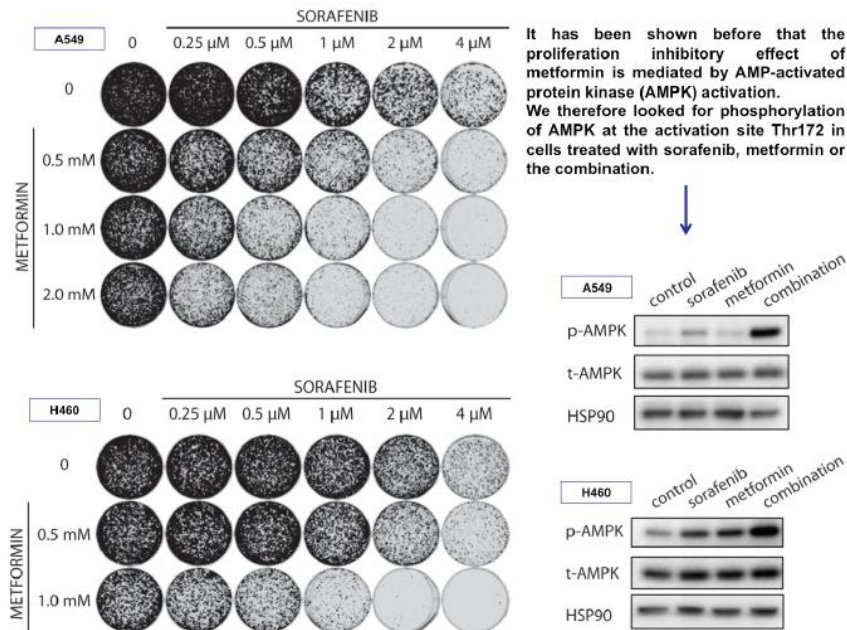 SORAFENIB
A549
0 0.25 µM 0.5 µM 1 µM 2 µM 4 µM
0
METFORMIN
0.5 mM
1.0 mM
2.0 mM
It has been shown before that the
proliferation inhibitory effect of
metformin is mediated by AMP-activated
protein kinase (AMPK) activation.
We therefore looked for phosphorylation
of AMPK at the activation site Thr172 in
cells treated with sorafenib, metformin or
the combination.
A549
control sorafenib metformin combination
p-AMPK
t-AMPK
HSP90
SORAFENIB
H460
0 0.25 µM 0.5 µM 1 µM 2 µM 4 µM
0
METFORMIN
0.5 mM
1.0 mM
H460
control sorafenib metformin combination
p-AMPK
t-AMPK
HSP90